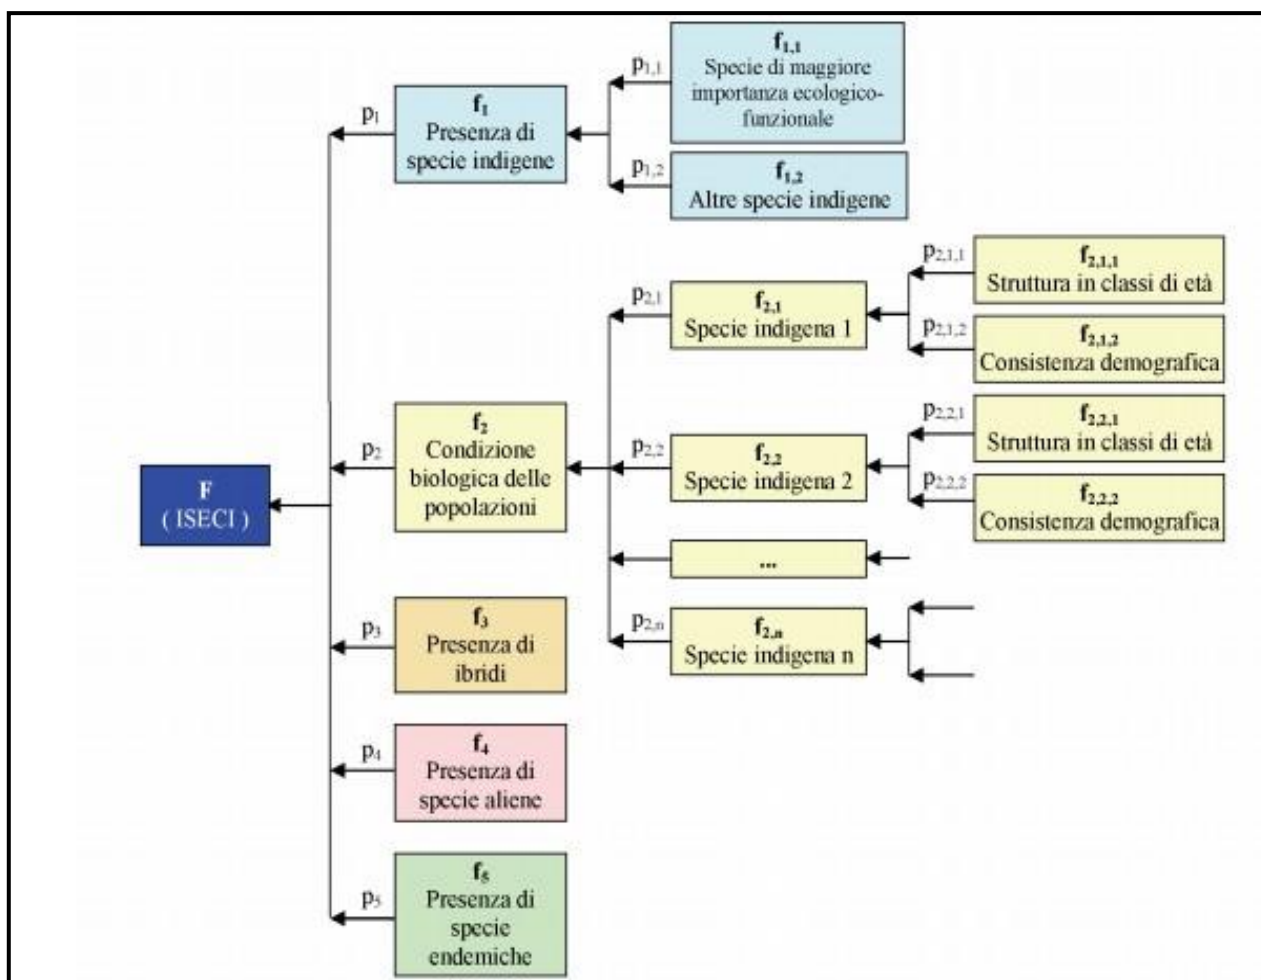 f1,1
Specie di maggiore
importanza ecologico-
funzionale
p1,1
f1
Presenza di
specie indigene
p1
p1,2
f1,2
Altre specie indigene
p2,1,1
f2,1,1
Struttura in classi di età
p2,1
f2,1
Specie indigena 1
p2,1,2
f2,1,2
Consistenza demografica
p2
f2
Condizione
biologica delle
popolazioni
p2,2
f2,2
Specie indigena 2
p2,2,1
f2,2,1
Struttura in classi di età
p2,2,2
f2,2,2
Consistenza demografica
F
( ISECI )
...
p2,n
f2,n
Specie indigena n
p3
f3
Presenza di
ibridi
p4
f4
Presenza di
specie aliene
p5
f5
Presenza di
specie
endemiche